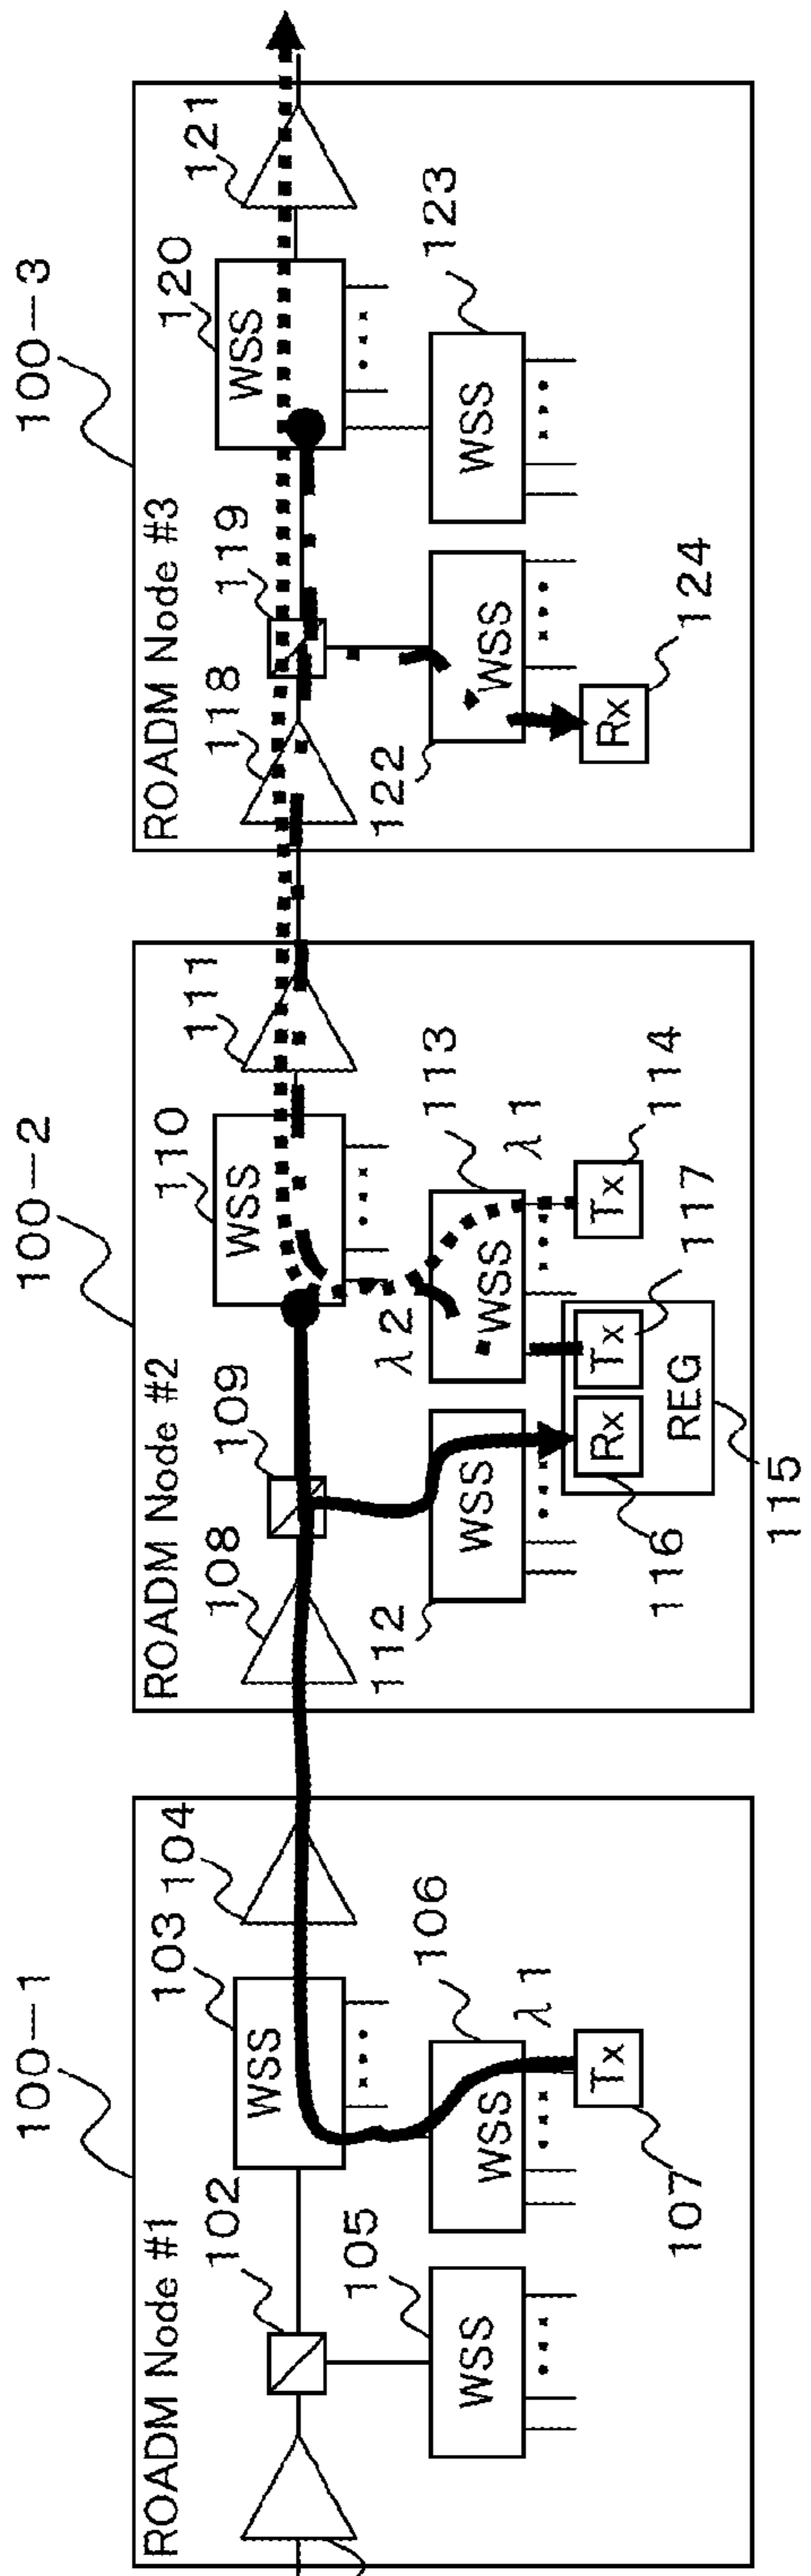 100-1
ROADM Node #1
102
103
WSS
104
105
WSS
106
WSS
λ1
Tx
107
100-2
ROADM Node #2
108
109
110
WSS
111
112
WSS
λ2
113
WSS
λ1
Tx
114
Rx
Tx
117
REG
116
115
100-3
ROADM Node #3
118
119
120
WSS
121
122
WSS
123
WSS
Rx
124